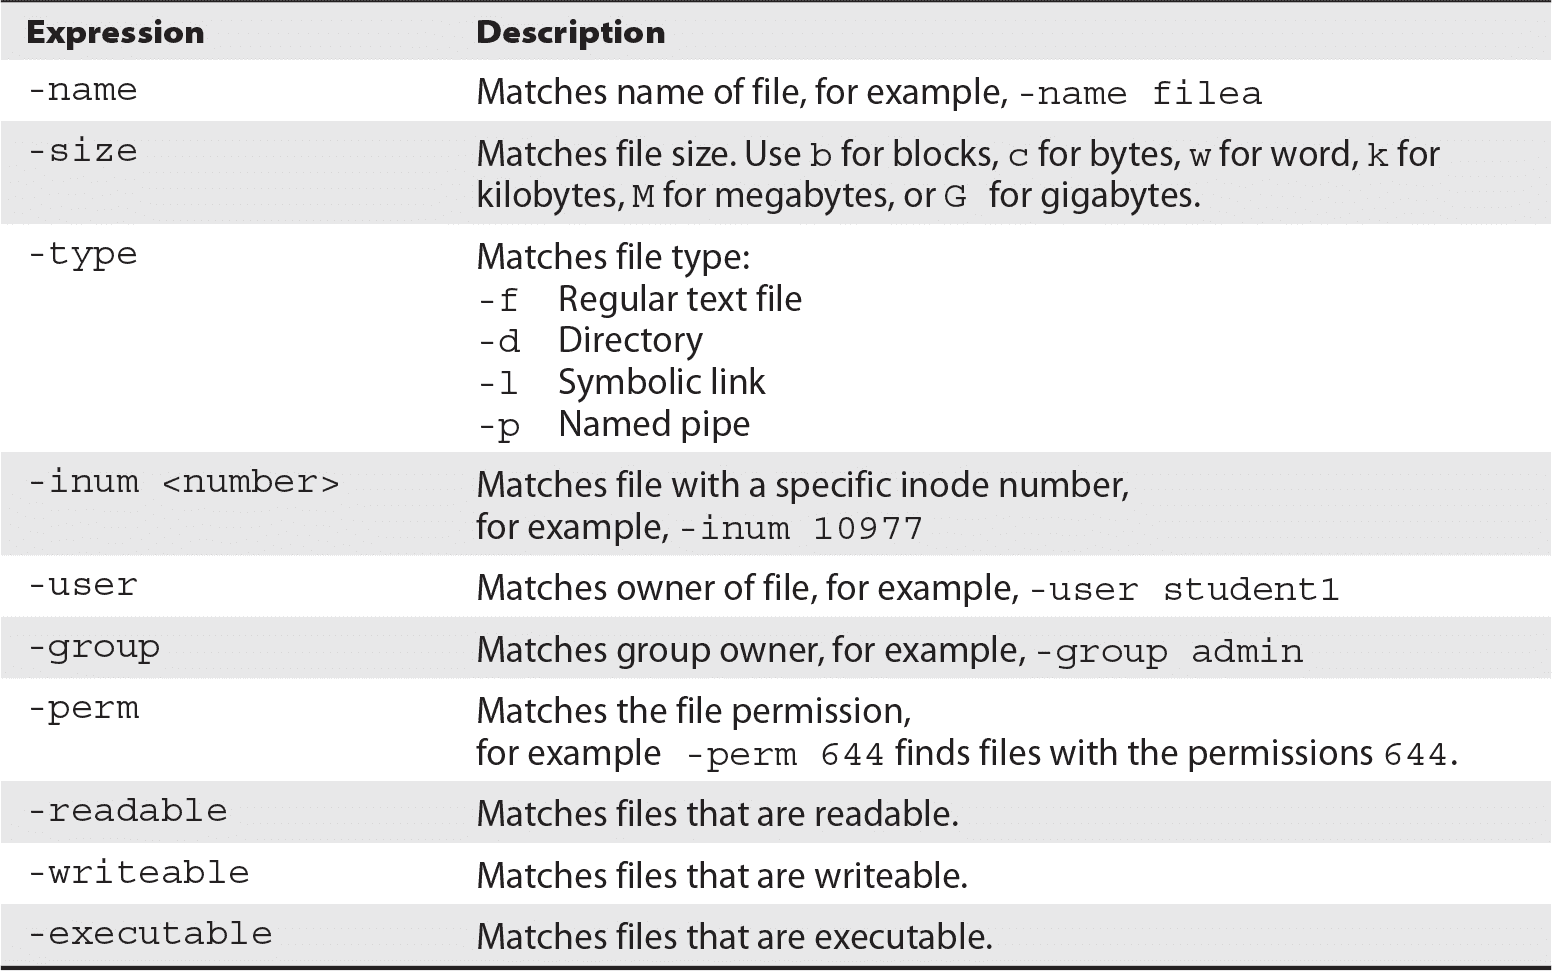 Expression Description
-name Matches name of file, for example, -name filea
-size Matches file size. Use b for blocks, c for bytes, w for word, k for
kilobytes, M for megabytes, or G for gigabytes.
-type Matches file type:
-f Regular text file
-d Directory
-l Symbolic link
-p Named pipe
-inum <number> Matches file with a specific inode number,
for example, -inum 10977
-user Matches owner of file, for example, -user student1
-group Matches group owner, for example, -group admin
-perm Matches the file permission,
for example -perm 644 finds files with the permissions 644.
-readable Matches files that are readable.
-writeable Matches files that are writeable.
-executable Matches files that are executable.